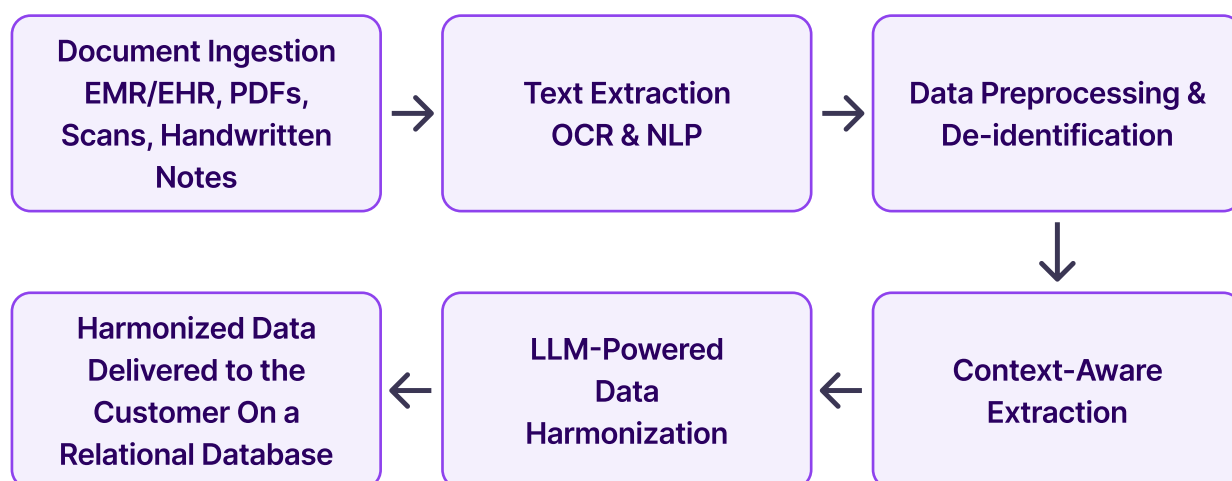 Document Ingestion
EMR/EHR, PDFs,
Scans, Handwritten
Notes
Text Extraction
OCR & NLP
Data Preprocessing &
De-identification
Context-Aware
Extraction
LLM-Powered
Data
Harmonization
Harmonized Data
Delivered to the
Customer On a
Relational Database